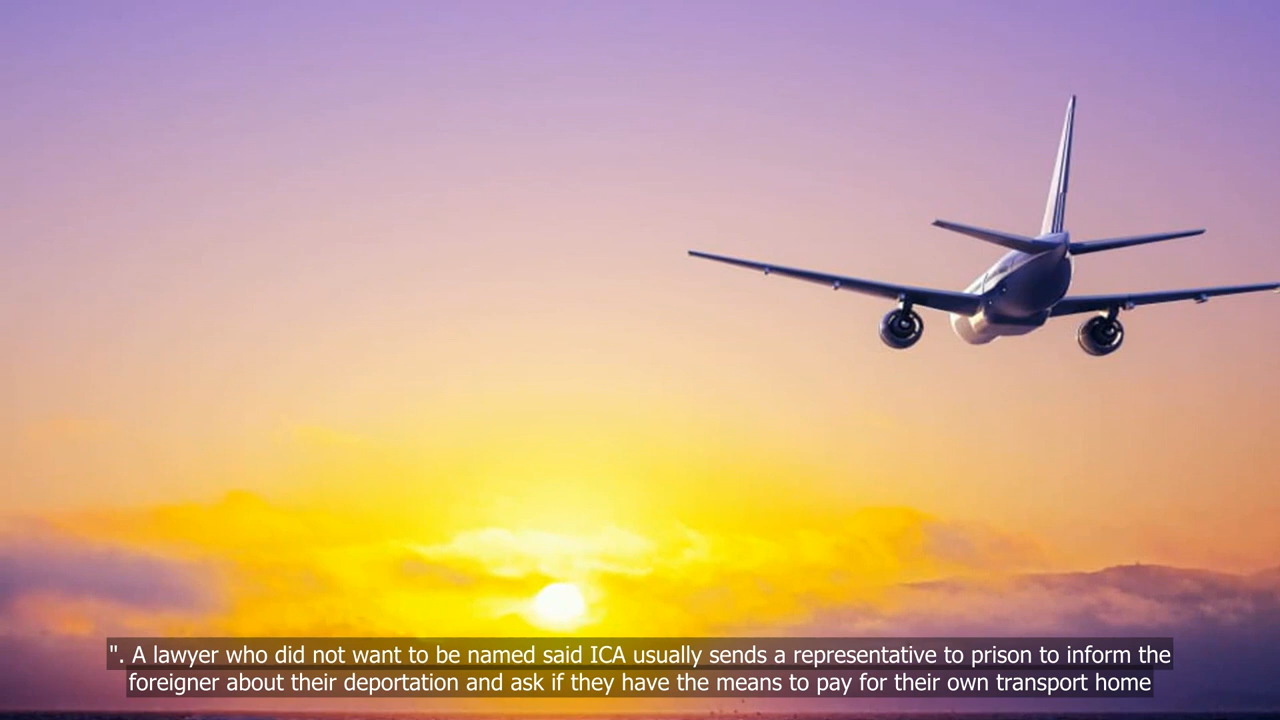 ". A lawyer who did not want to be named said ICA usually sends a representative to prison to inform the
foreigner about their deportation and ask if they have the means to pay for their own transport home